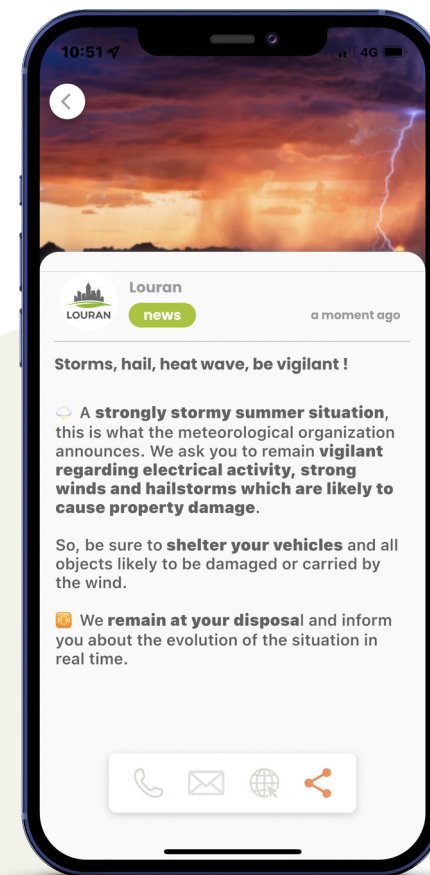 10:51
4G
Louran
LOURAN
news
a moment ago
Storms, hail, heat wave, be vigilant !
A strongly stormy summer situation,
this is what the meteorological organization
announces. We ask you to remain vigilant
regarding electrical activity, strong
winds and hailstorms which are likely to
cause property damage.
So, be sure to shelter your vehicles and all
objects likely to be damaged or carried by
the wind.
We remain at your disposal and inform
you about the evolution of the situation in
real time.